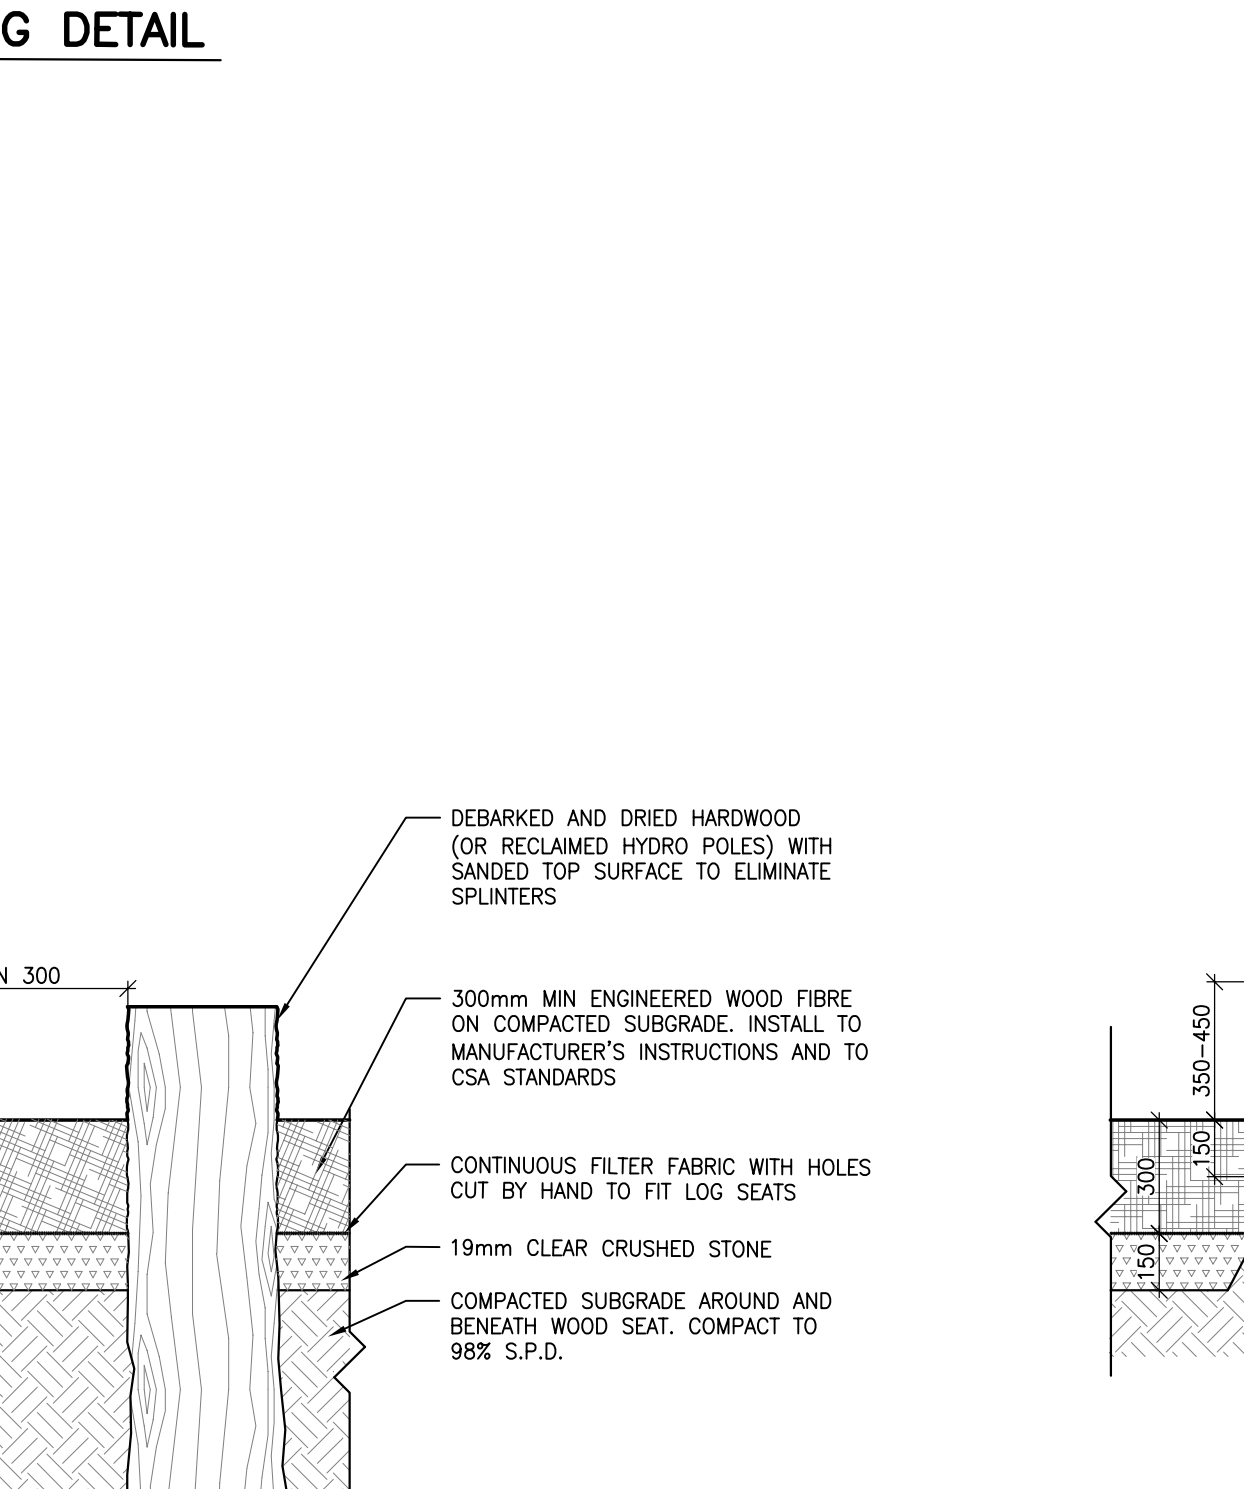 G DETAIL
DEBARKED AND DRIED HARDWOOD
(OR RECLAIMED HYDRO POLES) WITH
SANDED TOP SURFACE TO ELIMINATE
SPLINTERS
N 300
300mm MIN ENGINEERED WOOD FIBRE
ON COMPACTED SUBGRADE. INSTALL TO
MANUFACTURER'S INSTRUCTIONS AND TO
CSA STANDARDS
CONTINUOUS FILTER FABRIC WITH HOLES
CUT BY HAND TO FIT LOG SEATS
19mm CLEAR CRUSHED STONE
COMPACTED SUBGRADE AROUND AND
BENEATH WOOD SEAT. COMPACT TO
98% S.P.D.
350-450
150
300
150